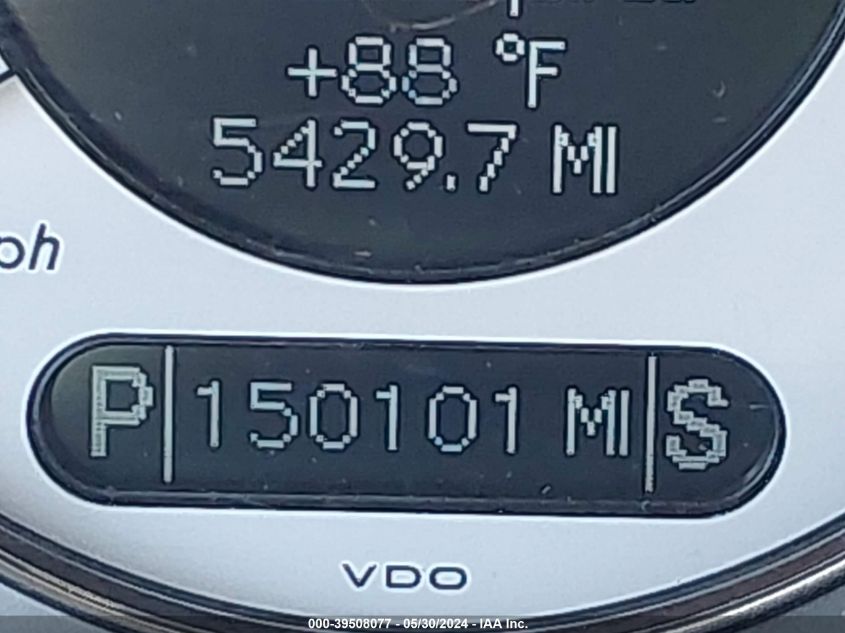 +88 °F
5429.7 MI
ph
P 150101 MI S
VDO
000-39508077 - 05/30/2024 - IAA Inc.